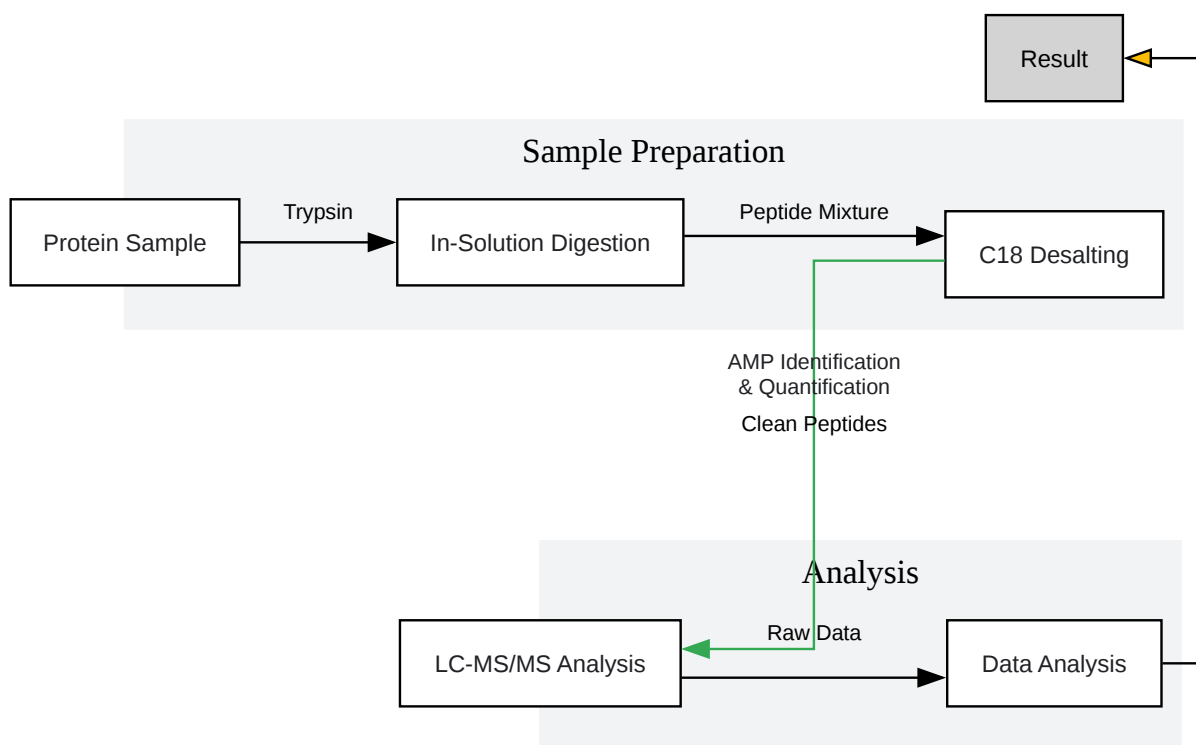 Result
Sample Preparation
Trypsin
Peptide Mixture
Protein Sample
In-Solution Digestion
C18 Desalting
AMP Identification
& Quantification
Clean Peptides
Analysis
Raw Data
LC-MS/MS Analysis
Data Analysis